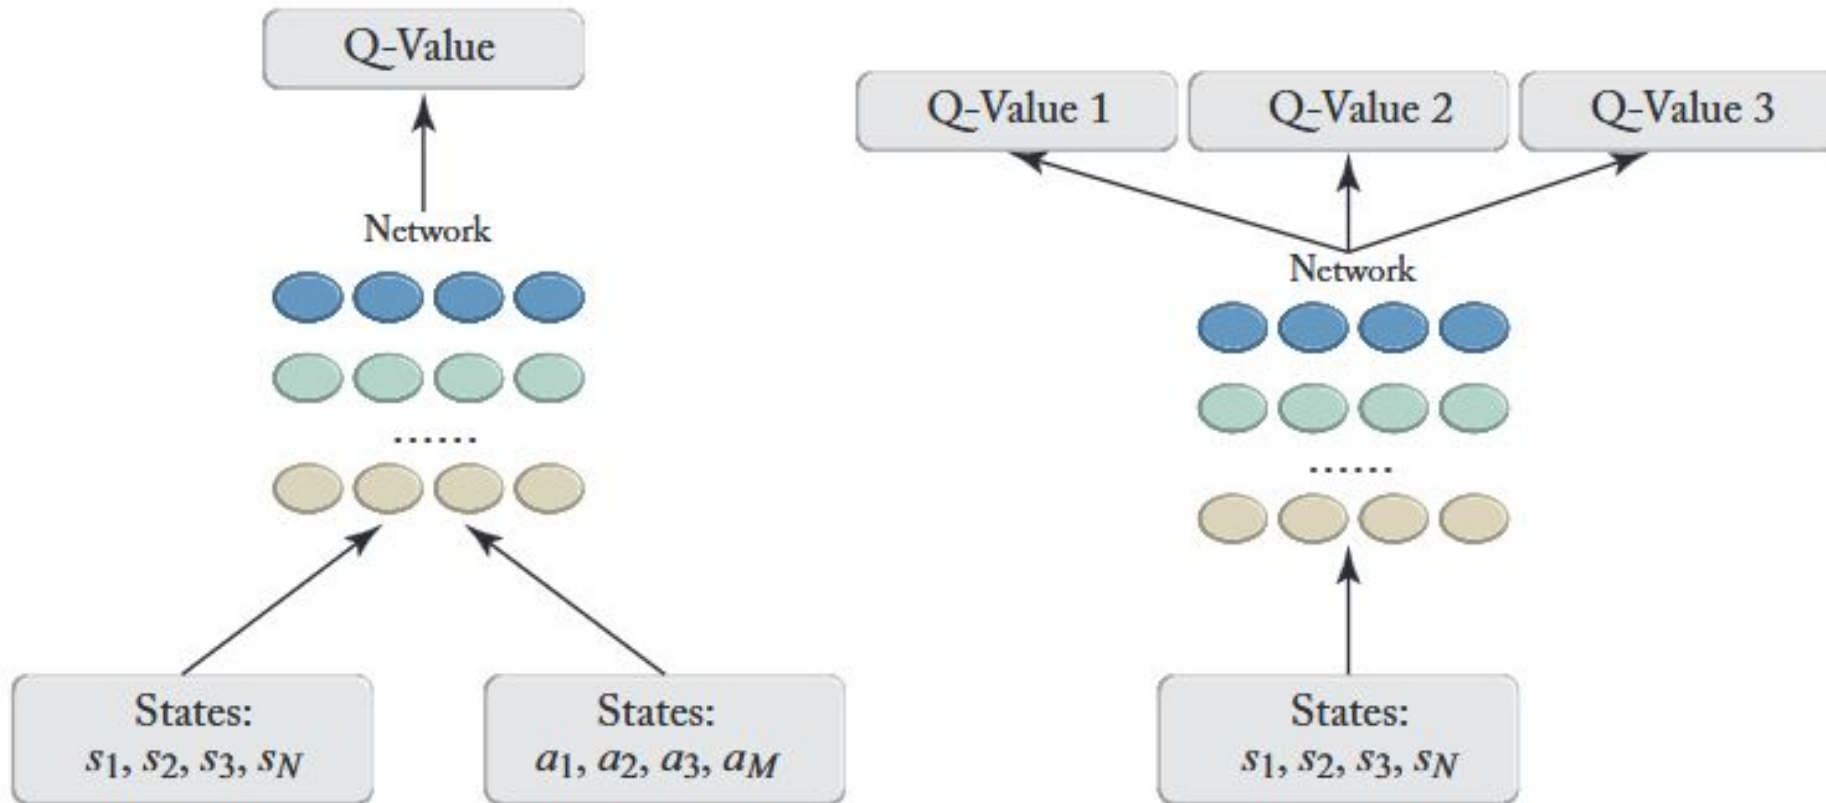 Q-Value
Network
......
States:
s1, s2, s3, sN
States:
a1, a2, a3, aM
Q-Value 1
Q-Value 2
Q-Value 3
Network
......
States:
s1, s2, s3, sN